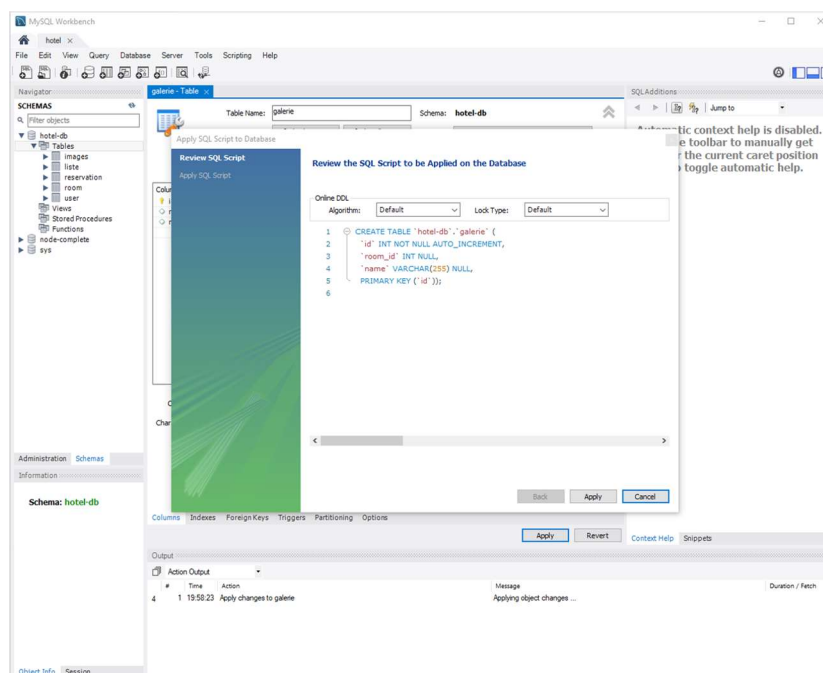 MySQL Workbench
hotel
File Edit View Query Database Server Tools Scripting Help
Navigator
SCHEMAS
Filter objects
hotel-db
Tables
images
liste
reservation
room
user
Views
Stored Procedures
Functions
node-complete
sys
Administration Schemas
Information
Schema: hotel-db
Object Info Session
galerie - Table
Table Name: galerie Schema: hotel-db
Apply SQL Script to Database
Review SQL Script
Apply SQL Script
Review the SQL Script to be Applied on the Database
Online DDL
Algorithm: Default Lock Type: Default
1 CREATE TABLE `hotel-db`.`galerie` (
2 `id` INT NOT NULL AUTO_INCREMENT,
3 `room_id` INT NULL,
4 `name` VARCHAR(255) NULL,
5 PRIMARY KEY (`id`));
6
Back Apply Cancel
Columns Indexes Foreign Keys Triggers Partitioning Options
Apply Revert
SQLAdditions
Jump to
context help is disabled.
toolbar to manually get
the current caret position
toggle automatic help.
Context Help Snippets
Output
Action Output
# Time Action Message Duration / Fetch
4 1 19:58:23 Apply changes to galerie Applying object changes ...